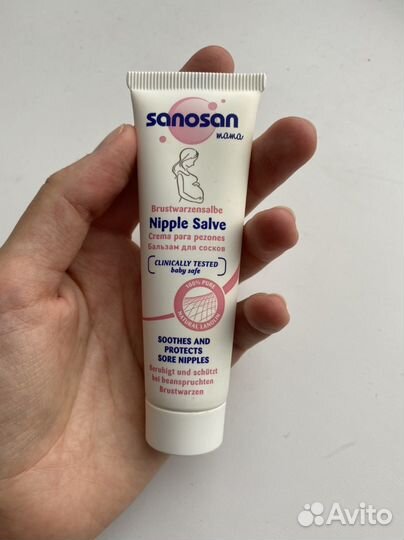 sanosan
mama
Brustwarzensalbe
Nipple Salve
Crema para pezones
Бальзам для сосков
CLINICALLY TESTED
baby safe
100% PURE
NATURAL LANOLIN
SOOTHES AND
PROTECTS
SORE NIPPLES
Beruhigt und schützt
bei beanspruchten
Brustwarzen
Avito